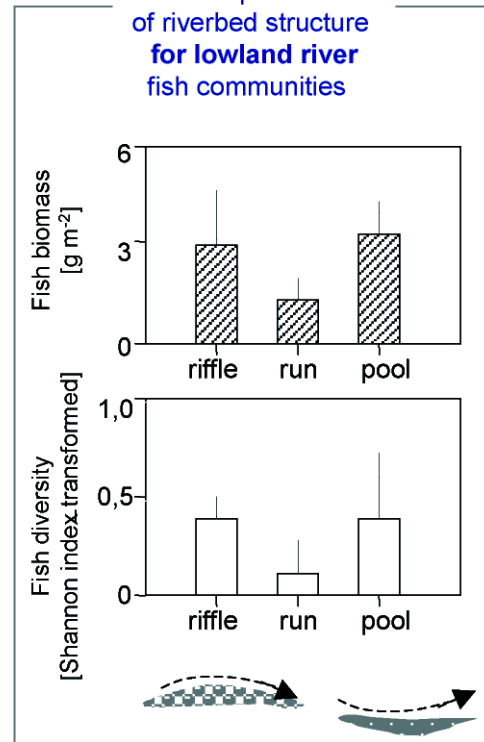 of riverbed structure
for lowland river
fish communities
Fish biomass
[g m-2]
6
3
0
riffle run pool
Fish diversity
[Shannon index transformed]
1,0
0,5
0
riffle run pool